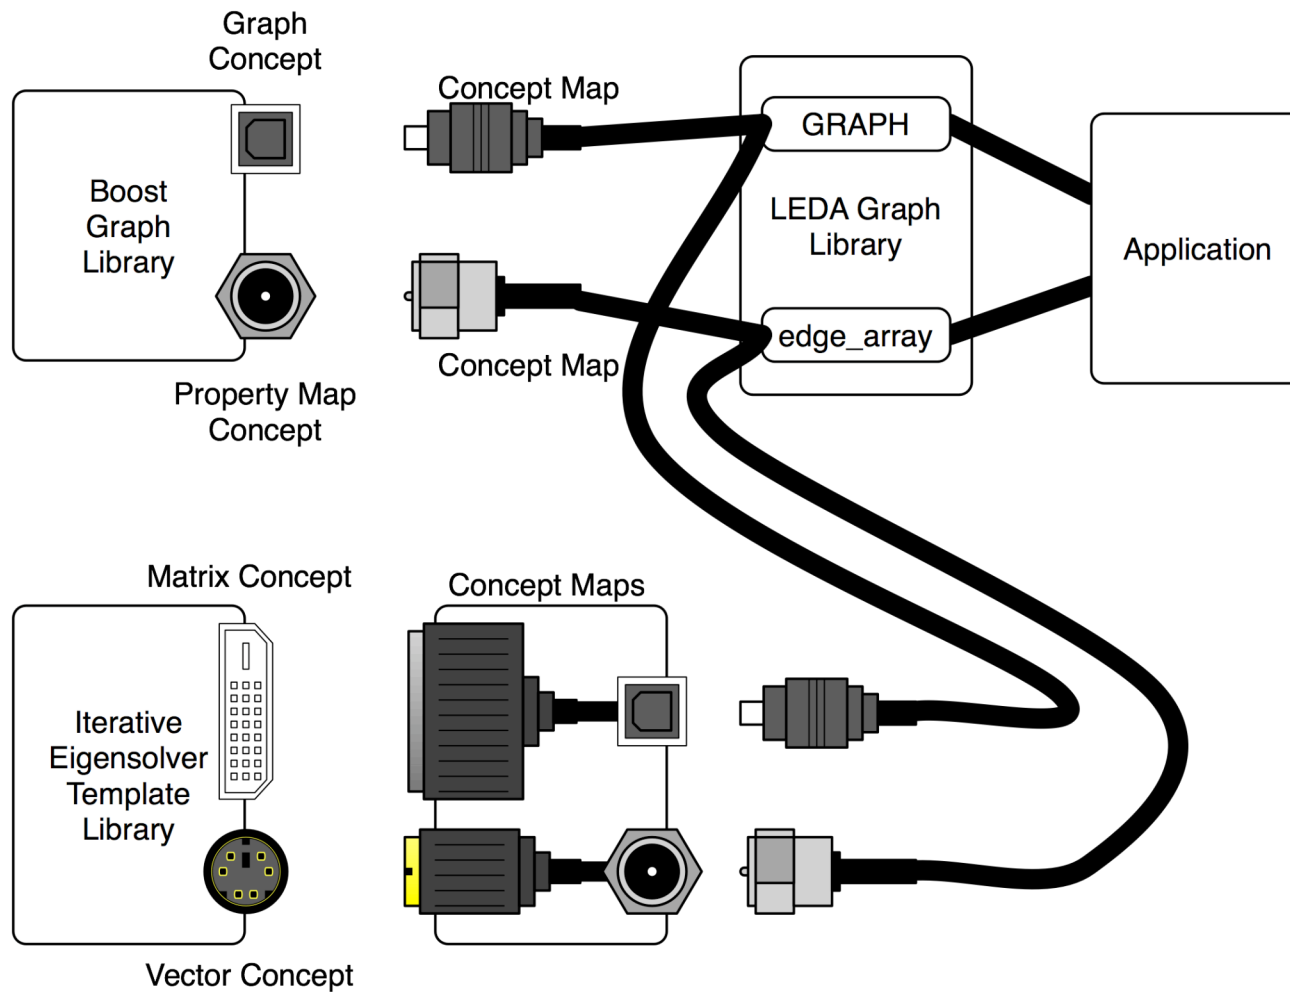 Graph
Concept
Concept Map
GRAPH
Boost
Graph
Library
LEDA Graph
Library
Application
edge_array
Concept Map
Property Map
Concept
Matrix Concept
Concept Maps
Iterative
Eigensolver
Template
Library
Vector Concept